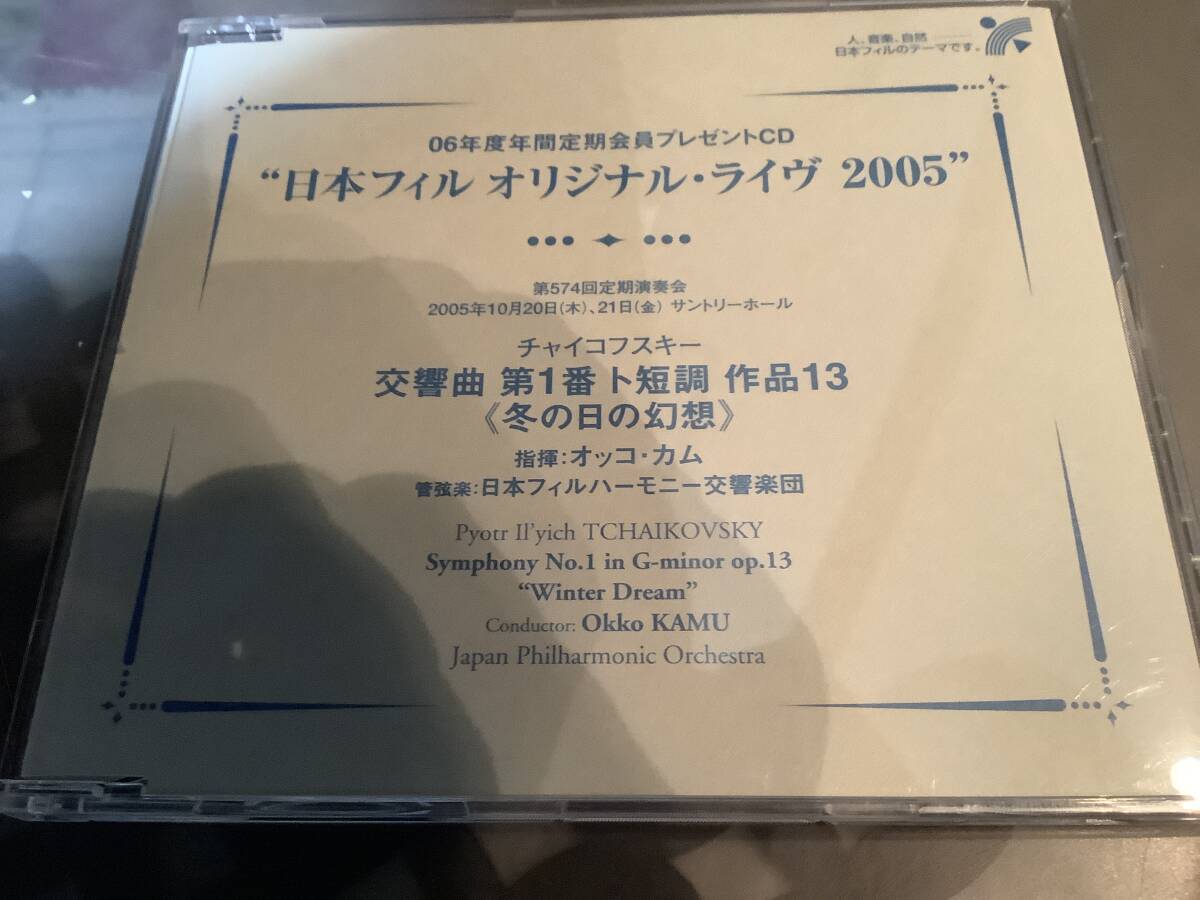 人、音楽、自然
日本フィルのテーマです。
06年度年間定期会員プレゼントCD
“日本フィル オリジナル・ライヴ 2005”
第574回定期演奏会
2005年10月20日(木)、21日(金) サントリーホール
チャイコフスキー
交響曲 第1番 ト短調 作品13
《冬の日の幻想》
指揮：オッコ・カム
管弦楽：日本フィルハーモニー交響楽団
Pyotr Il’yich TCHAIKOVSKY
Symphony No.1 in G-minor op.13
“Winter Dream”
Conductor: Okko KAMU
Japan Philharmonic Orchestra